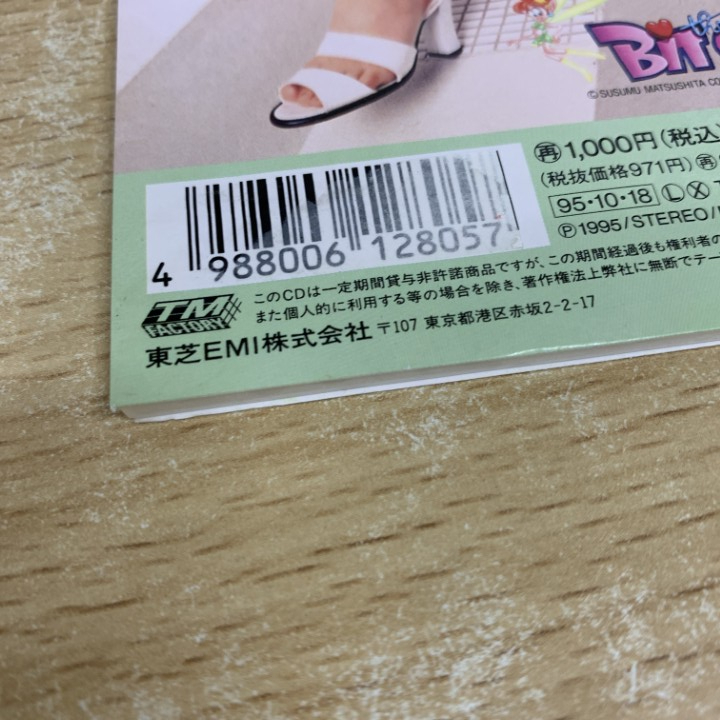 BiT
©SUSUMU MATSUSHITA CO
再1,000円(税込
(税抜価格971円) 再
95・10・18 L X
Ⓟ1995/STEREO/
4 988006 128057
このCDは一定期間貸与非許諾商品ですが、この期間経過後も権利者の
また個人的に利用する等の場合を除き、著作権法上弊社に無断でテー
TM FACTORY
東芝EMI株式会社 〒107 東京都港区赤坂2-2-17